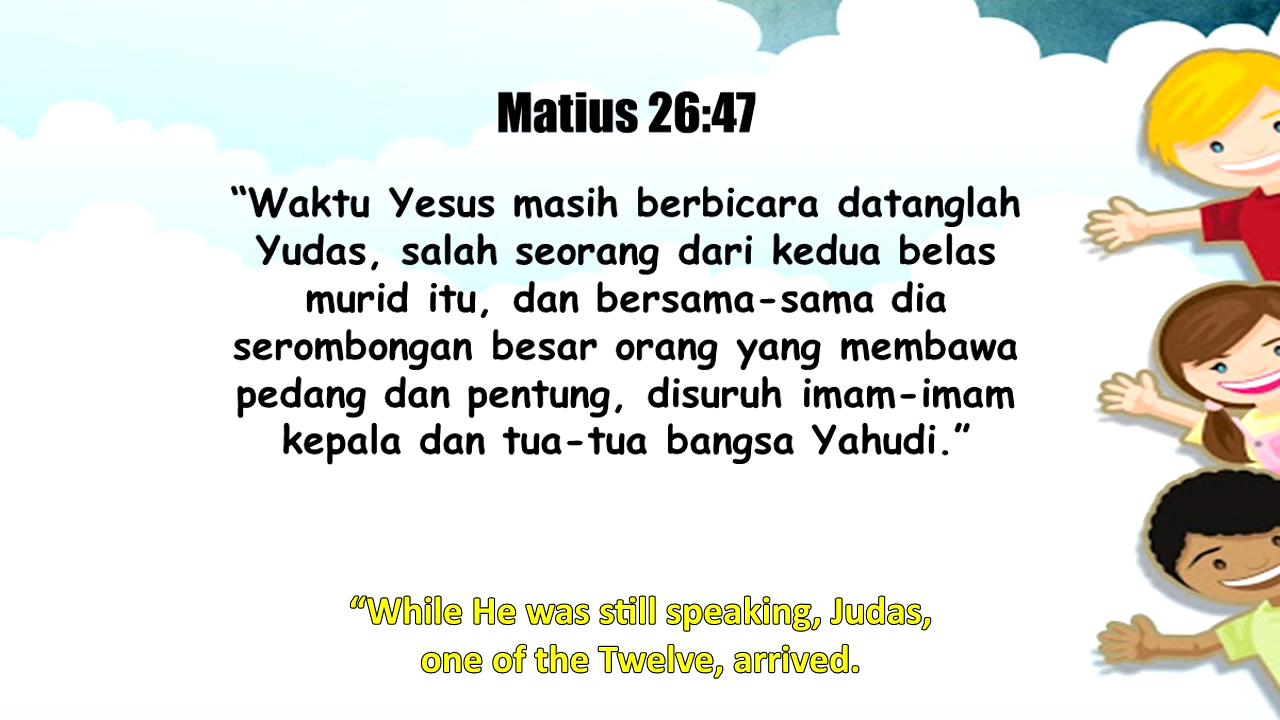 Matius 26:47
“Waktu Yesus masih berbicara datanglah
Yudas, salah seorang dari kedua belas
murid itu, dan bersama-sama dia
serombongan besar orang yang membawa
pedang dan pentung, disuruh imam-imam
kepala dan tua-tua bangsa Yahudi.”
“While He was still speaking, Judas,
one of the Twelve, arrived.